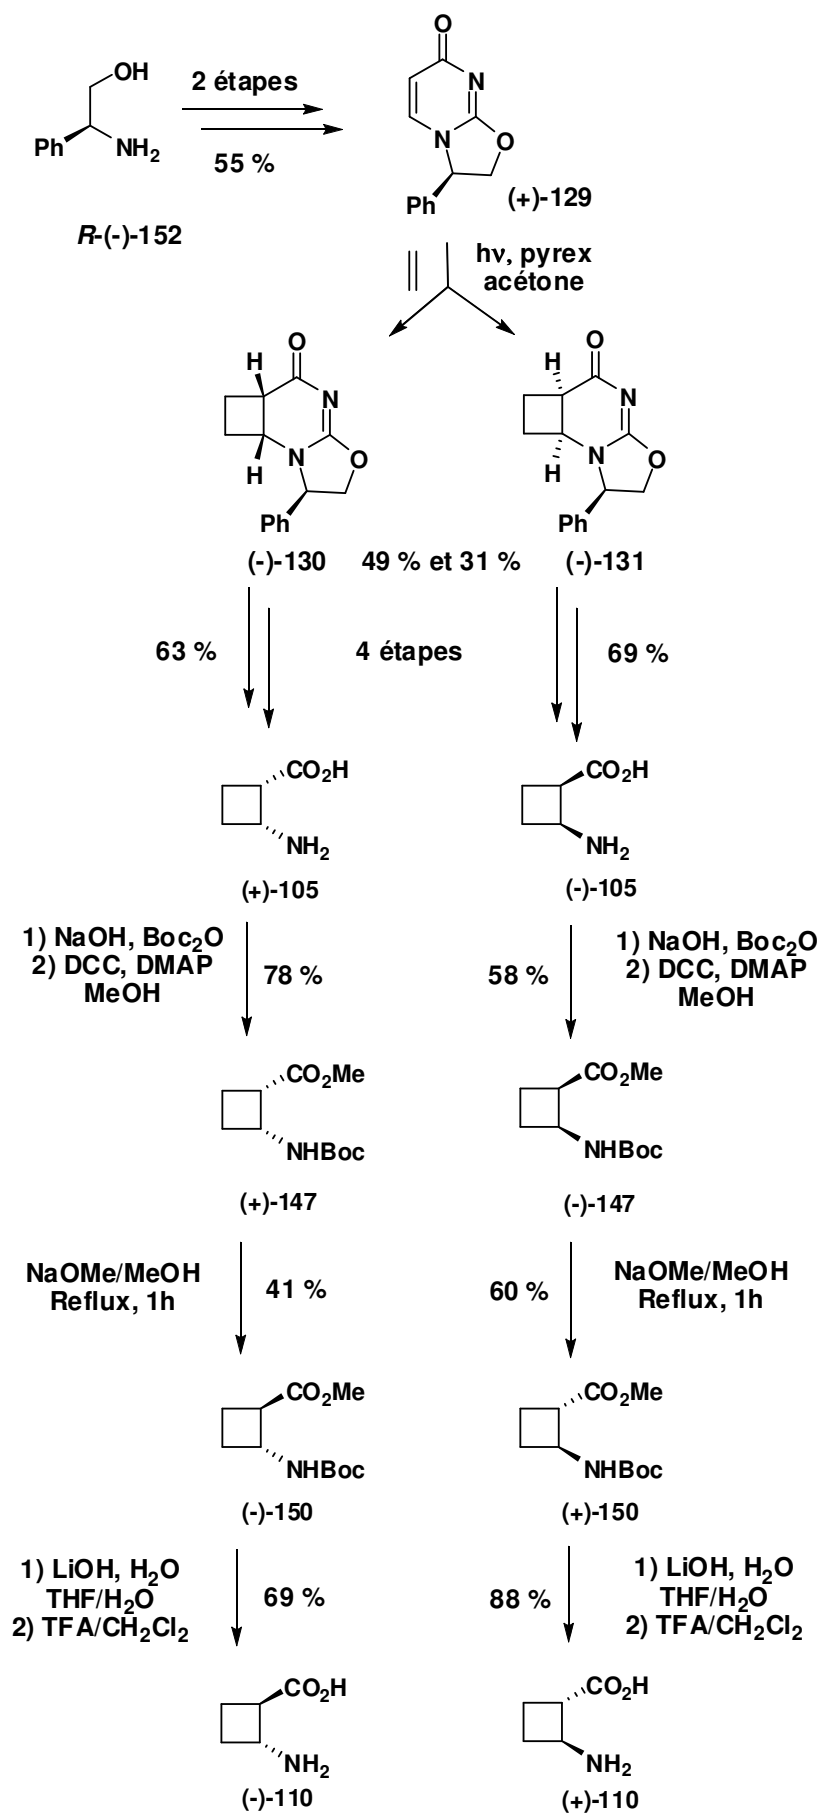 O
OH
2 étapes
N
Ph
NH2
N
O
55 %
Ph
(+)-129
R-(-)-152
hν, pyrex
acétone
O
O
H
H
N
N
N
O
N
O
H
H
Ph
Ph
(-)-130
49 % et 31 %
(-)-131
63 %
4 étapes
69 %
CO2H
CO2H
NH2
NH2
(+)-105
(-)-105
1) NaOH, Boc2O
2) DCC, DMAP
MeOH
78 %
58 %
1) NaOH, Boc2O
2) DCC, DMAP
MeOH
CO2Me
CO2Me
NHBoc
NHBoc
(+)-147
(-)-147
NaOMe/MeOH
Reflux, 1h
41 %
60 %
NaOMe/MeOH
Reflux, 1h
CO2Me
CO2Me
NHBoc
NHBoc
(-)-150
(+)-150
1) LiOH, H2O
THF/H2O
2) TFA/CH2Cl2
69 %
88 %
1) LiOH, H2O
THF/H2O
2) TFA/CH2Cl2
CO2H
CO2H
NH2
NH2
(-)-110
(+)-110